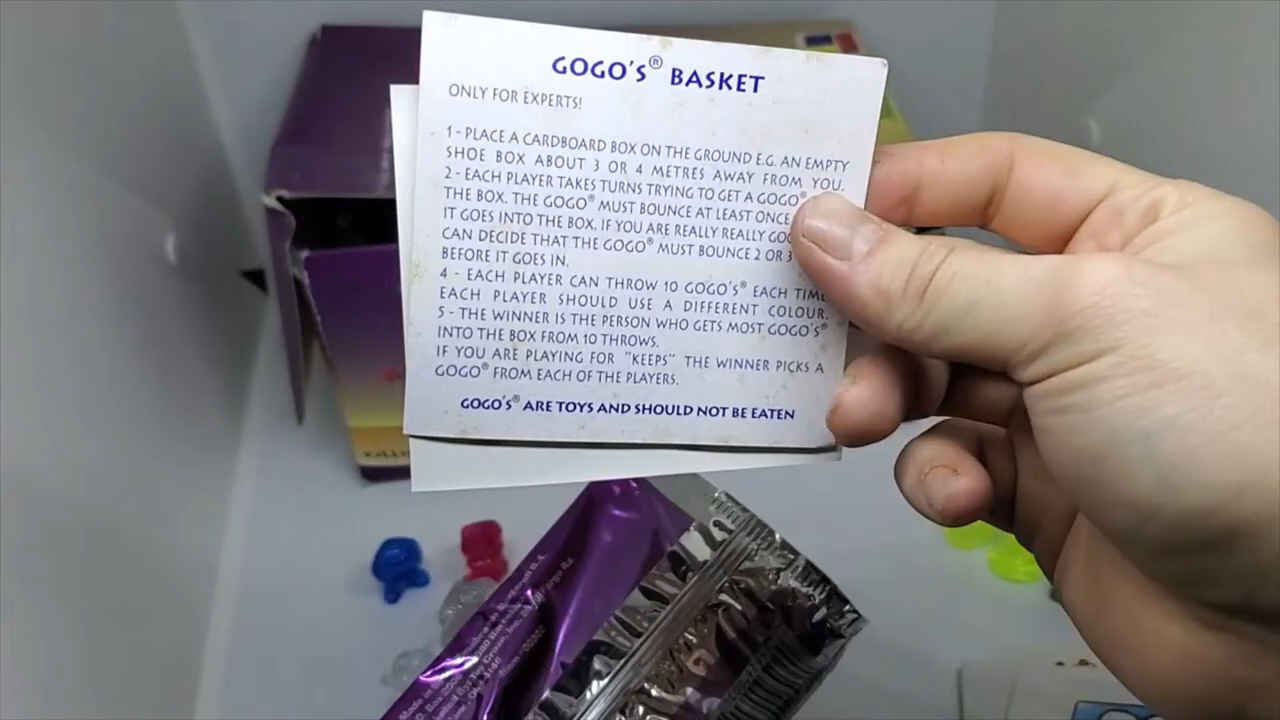 GOGO'S® BASKET
ONLY FOR EXPERTS!
1 - PLACE A CARDBOARD BOX ON THE GROUND E.G. AN EMPTY
SHOE BOX ABOUT 3 OR 4 METRES AWAY FROM YOU.
2 - EACH PLAYER TAKES TURNS TRYING TO GET A GOGO®
THE BOX. THE GOGO® MUST BOUNCE AT LEAST ONCE
IT GOES INTO THE BOX. IF YOU ARE REALLY REALLY
CAN DECIDE THAT THE GOGO® MUST BOUNCE 2 OR 3
BEFORE IT GOES IN.
4 - EACH PLAYER CAN THROW 10 GOGO'S® EACH TIME
EACH PLAYER SHOULD USE A DIFFERENT COLOUR.
5 - THE WINNER IS THE PERSON WHO GETS MOST GOGO'S®
INTO THE BOX FROM 10 THROWS.
IF YOU ARE PLAYING FOR "KEEPS" THE WINNER PICKS A
GOGO® FROM EACH OF THE PLAYERS.
GOGO'S® ARE TOYS AND SHOULD NOT BE EATEN